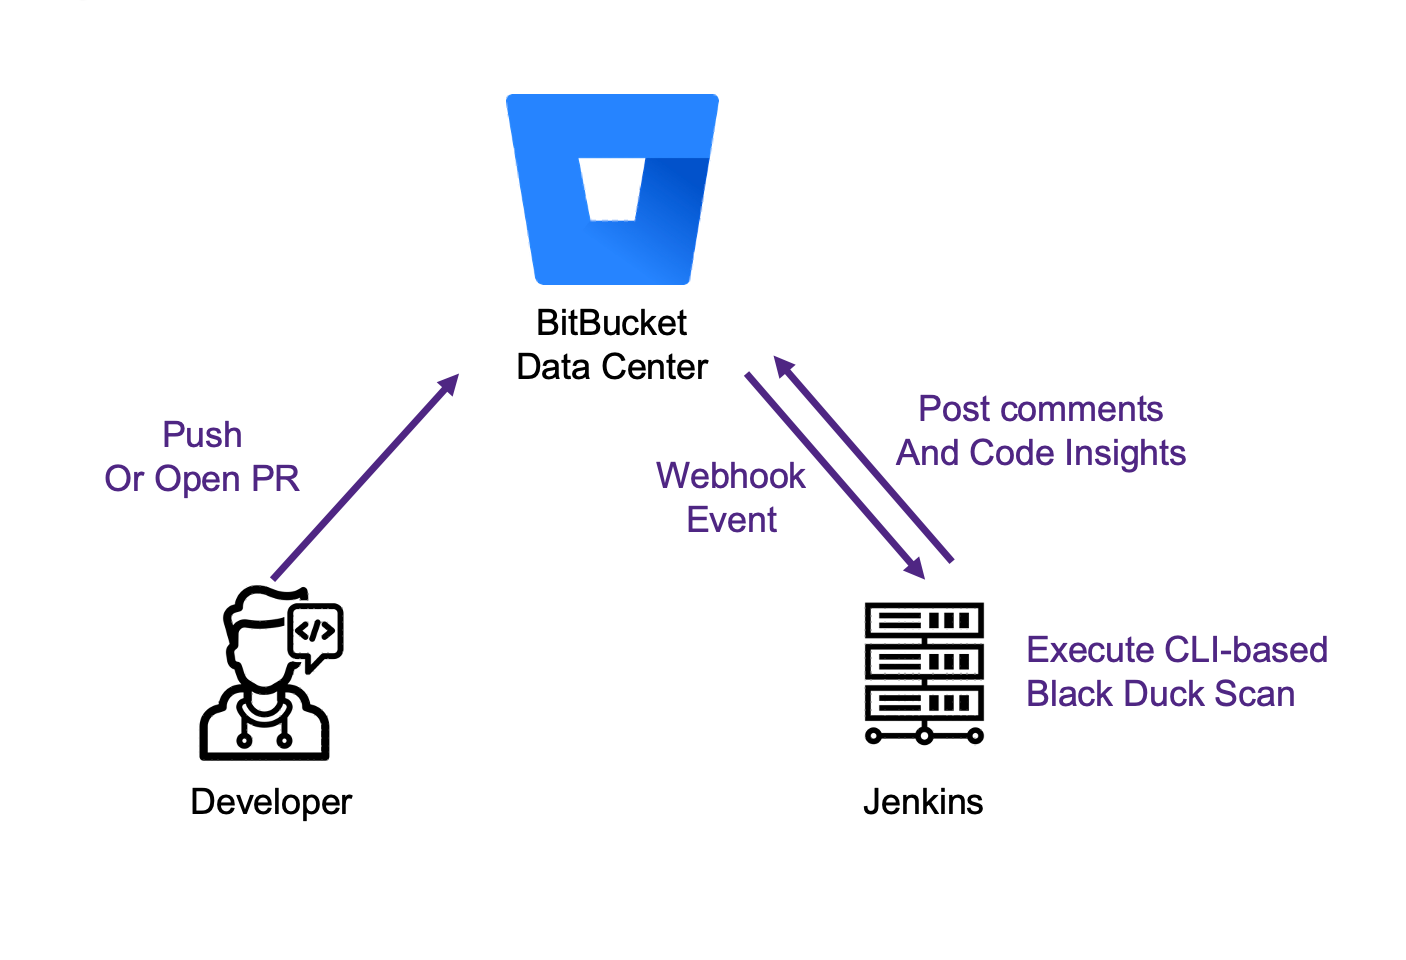 BitBucket
Data Center
Push
Or Open PR
Webhook
Event
Post comments
And Code Insights
</>
Execute CLI-based
Black Duck Scan
Developer
Jenkins